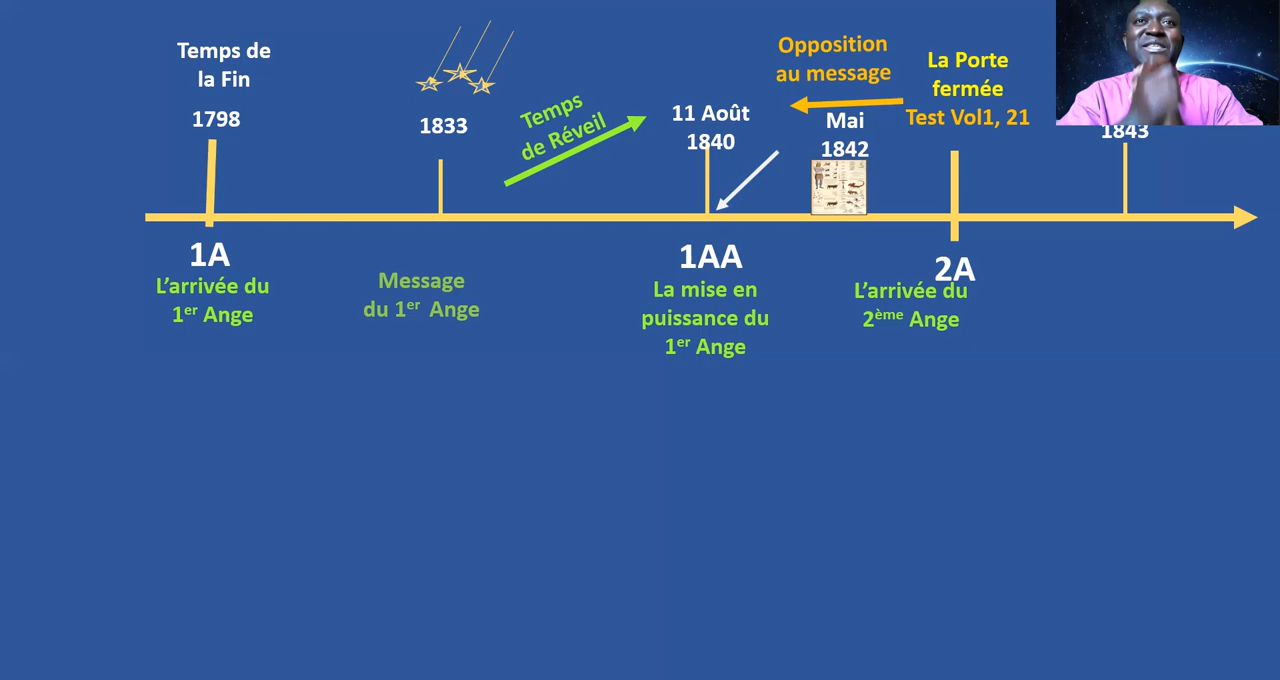 Temps de
la Fin
1798
1833
Temps
de Réveil
11 Août
1840
Opposition
au message
Mai
1842
La Porte
fermée
Test Vol1, 21
1843
1A
L'arrivée du
1er Ange
Message
du 1er Ange
1AA
La mise en
puissance du
1er Ange
2A
L'arrivée du
2ème Ange